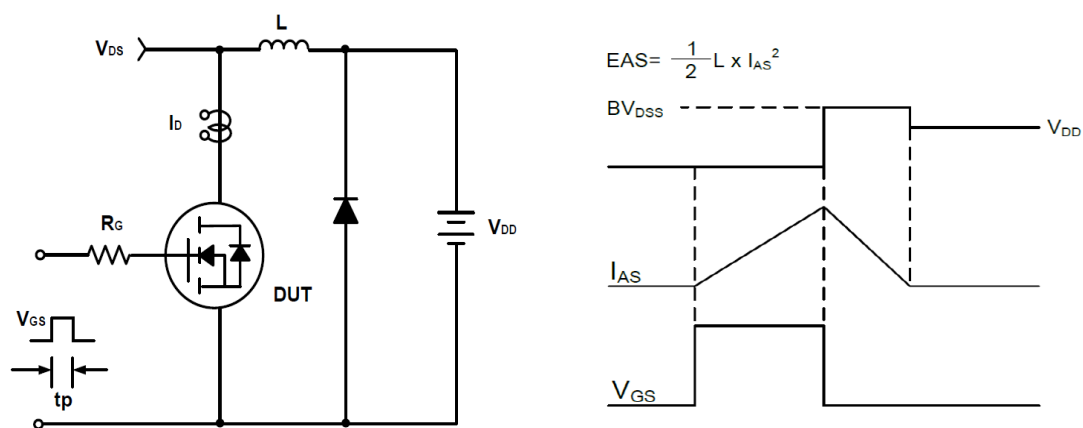 L
VDS
ID
RG
VDD
DUT
VGS
tp
EAS= 1/2 L x IAS²
BVDSS
VDD
IAS
VGS